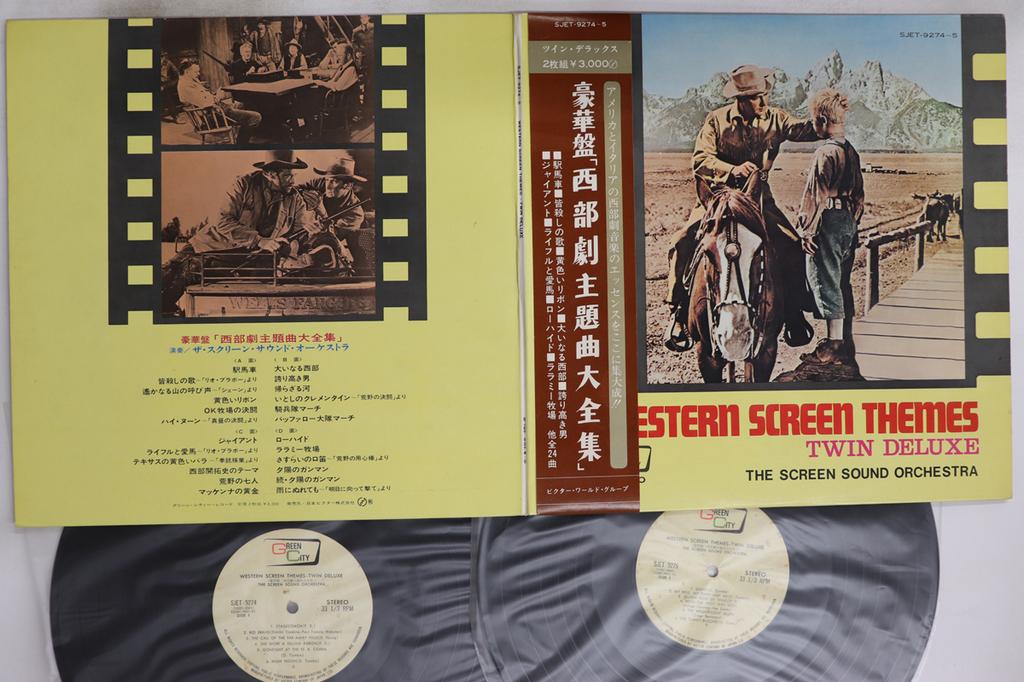 WELLS FARGO
豪華盤「西部劇主題曲大全集」
演奏/ザ・スクリーン・サウンド・オーケストラ
〈A 面〉
駅馬車
皆殺しの歌~「リオ・ブラボー」より
遙かなる山の呼び声~「シェーン」より
黄色いリボン
OK牧場の決闘
ハイ・ヌーン~「真昼の決闘」より
〈B 面〉
大いなる西部
誇り高き男
帰らざる河
いとしのクレメンタイン~「荒野の決闘」より
騎兵隊マーチ
バッファロー大隊マーチ
〈C 面〉
ジャイアント
ライフルと愛馬~「リオ・ブラボー」より
テキサスの黄色いバラ~「拳銃稼業」より
西部開拓史のテーマ
荒野の七人
マッケンナの黄金
〈D 面〉
ローハイド
ララミー牧場
さすらいの口笛~「荒野の用心棒」より
夕陽のガンマン
続・夕陽のガンマン
雨にぬれても~「明日に向って撃て」より
WESTERN SCREEN THEMES-TWIN DELUXE
SJET-9274~5
ツイン・デラックス
2枚組¥3,000
アメリカとイタリアの西部劇音楽のエッセンスをここに集大成!!
豪華盤「西部劇主題曲大全集」
■駅馬車■皆殺しの歌■黄色いリボン■大いなる西部■誇り高き男
■ジャイアント■ライフルと愛馬■ローハイド■ララミー牧場 他全24曲
ビクター・ワールド・グループ
SJET-9274~5
ESTERN SCREEN THEMES
TWIN DELUXE
THE SCREEN SOUND ORCHESTRA
GREEN CITY
WESTERN SCREEN THEMES-TWIN DELUXE
THE SCREEN SOUND ORCHESTRA
SJET-9274
STEREO
33 1/3 RPM
SIDE 1
GREEN CITY
WESTERN SCREEN THEMES-TWIN DELUXE
THE SCREEN SOUND ORCHESTRA
SJET-9275
STEREO
33 1/3 RPM